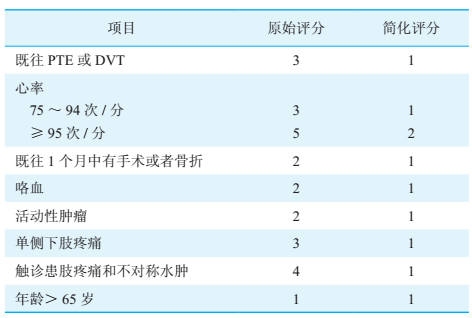 项目 原始评分 简化评分
既往 PTE 或 DVT 3 1
心率
75 ～ 94 次 / 分 3 1
≥ 95 次 / 分 5 2
既往 1 个月中有手术或者骨折 2 1
咯血 2 1
活动性肿瘤 2 1
单侧下肢疼痛 3 1
触诊患肢疼痛和不对称水肿 4 1
年龄＞ 65 岁 1 1